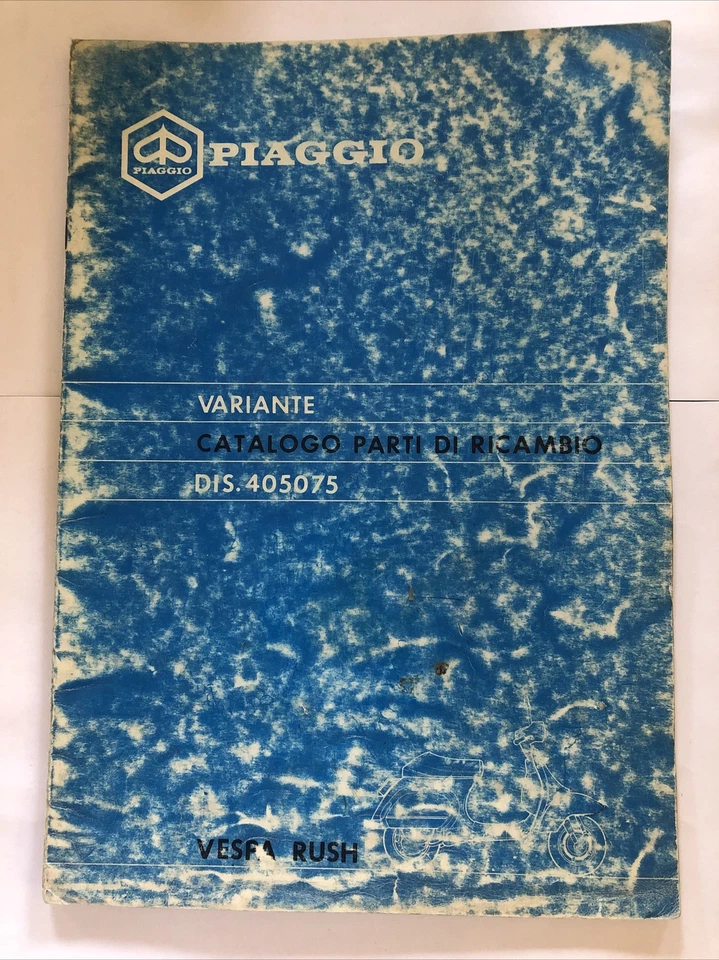 PIAGGIO
PIAGGIO
VARIANTE
CATALOGO PARTI DI RICAMBIO
DIS. 405075
VESPA RUSH